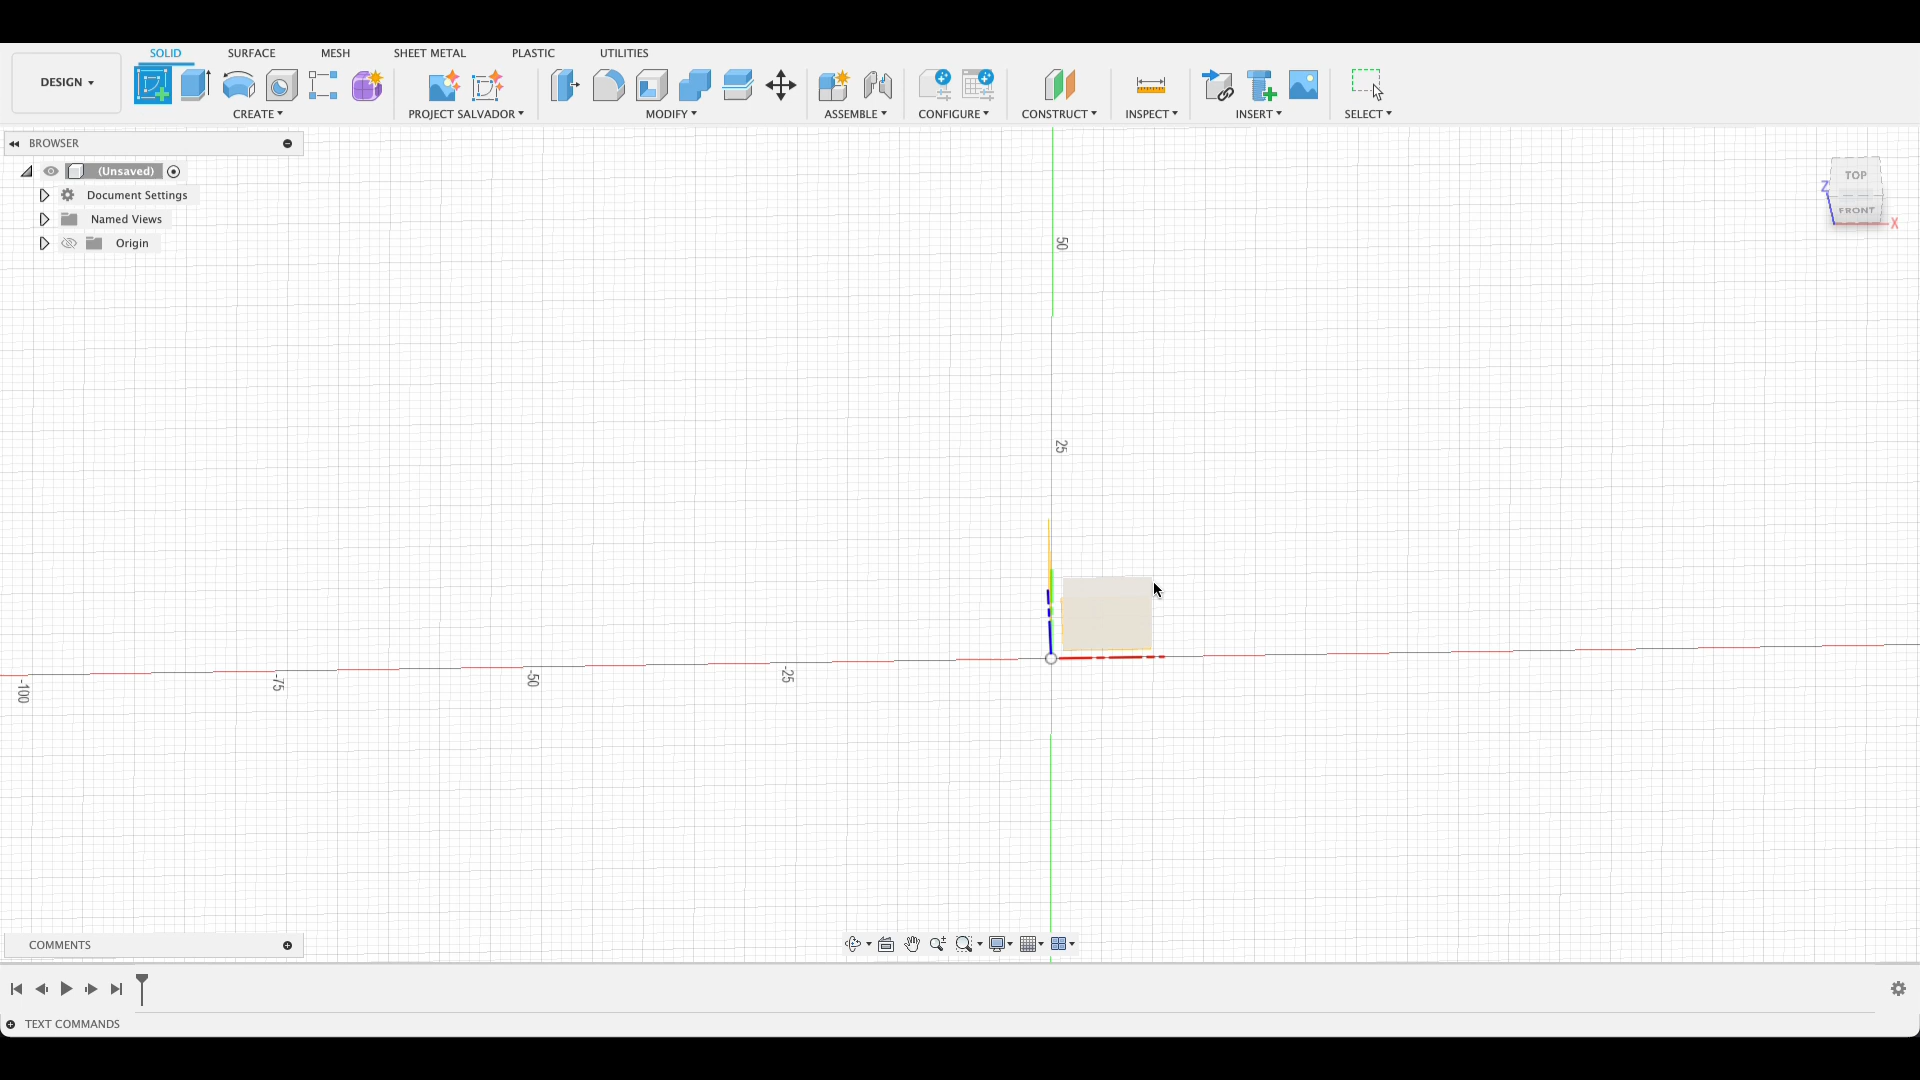 SOLID SURFACE MESH SHEET METAL PLASTIC UTILITIES
DESIGN
CREATE PROJECT SALVADOR MODIFY ASSEMBLE CONFIGURE CONSTRUCT INSPECT INSERT SELECT
BROWSER
(Unsaved)
Document Settings
Named Views
Origin
TOP
Z
FRONT
X
50
25
-100
-75
-50
-25
COMMENTS
TEXT COMMANDS